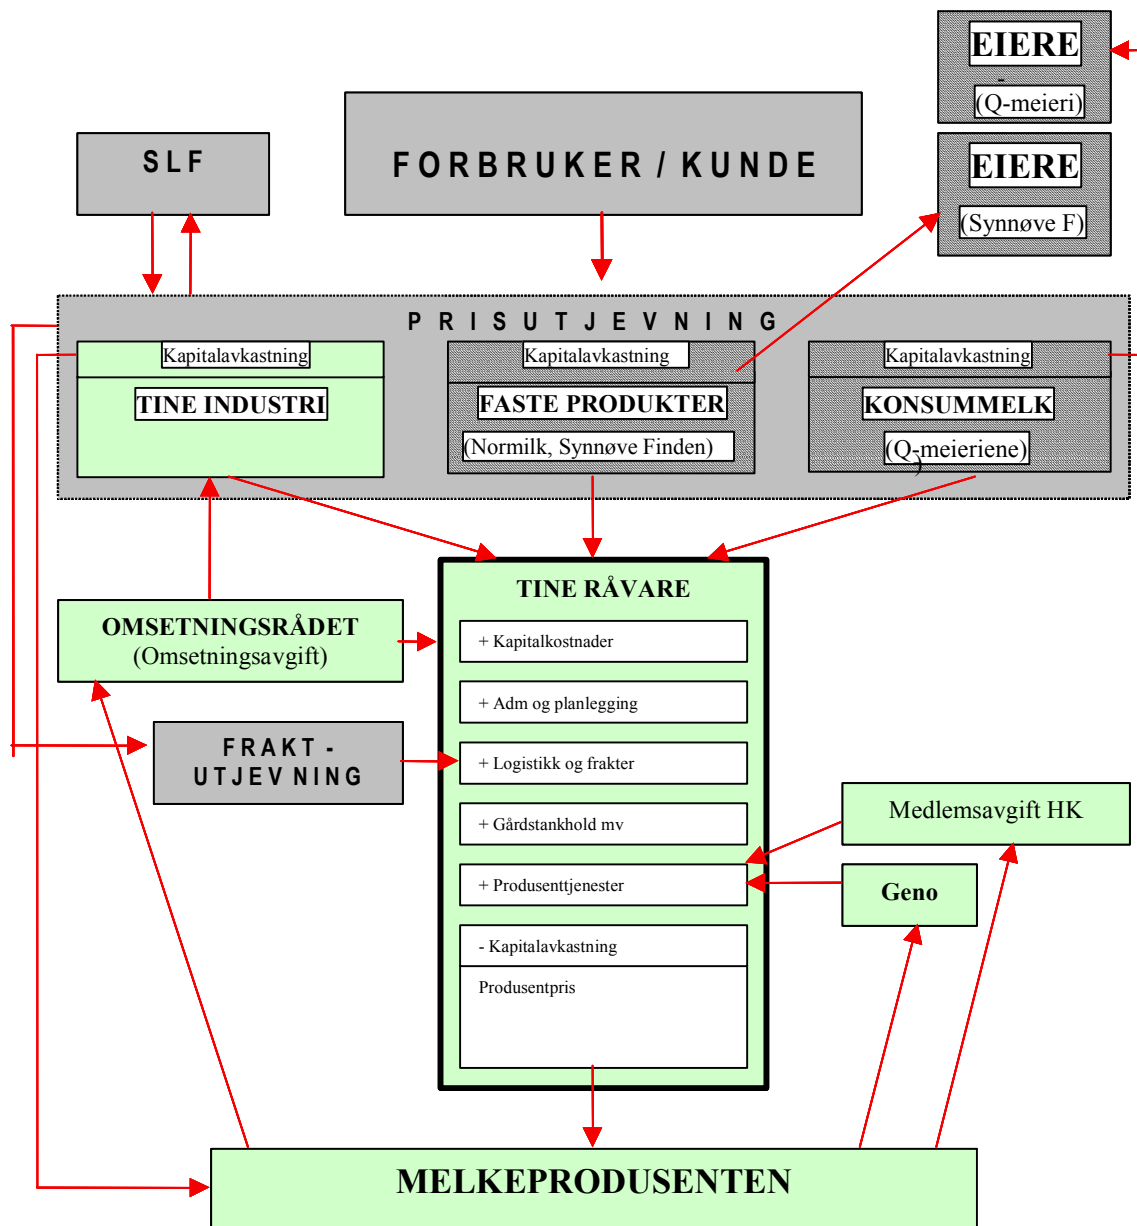 EIERE
-
(Q-meieri)
EIERE
(Synnøve F)
SLF
FORBRUKER / KUNDE
PRISUTJEVNING
Kapitalavkastning
TINE INDUSTRI
Kapitalavkastning
FASTE PRODUKTER
(Normilk, Synnøve Finden)
Kapitalavkastning
KONSUMMELK
(Q-meieriene
)
TINE RÅVARE
+ Kapitalkostnader
+ Adm og planlegging
+ Logistikk og frakter
+ Gårdstankhold mv
+ Produsenttjenester
- Kapitalavkastning
Produsentpris
OMSETNINGSRÅDET
(Omsetningsavgift)
FRAKT -
UTJEVNING
Medlemsavgift HK
Geno
MELKEPRODUSENTEN